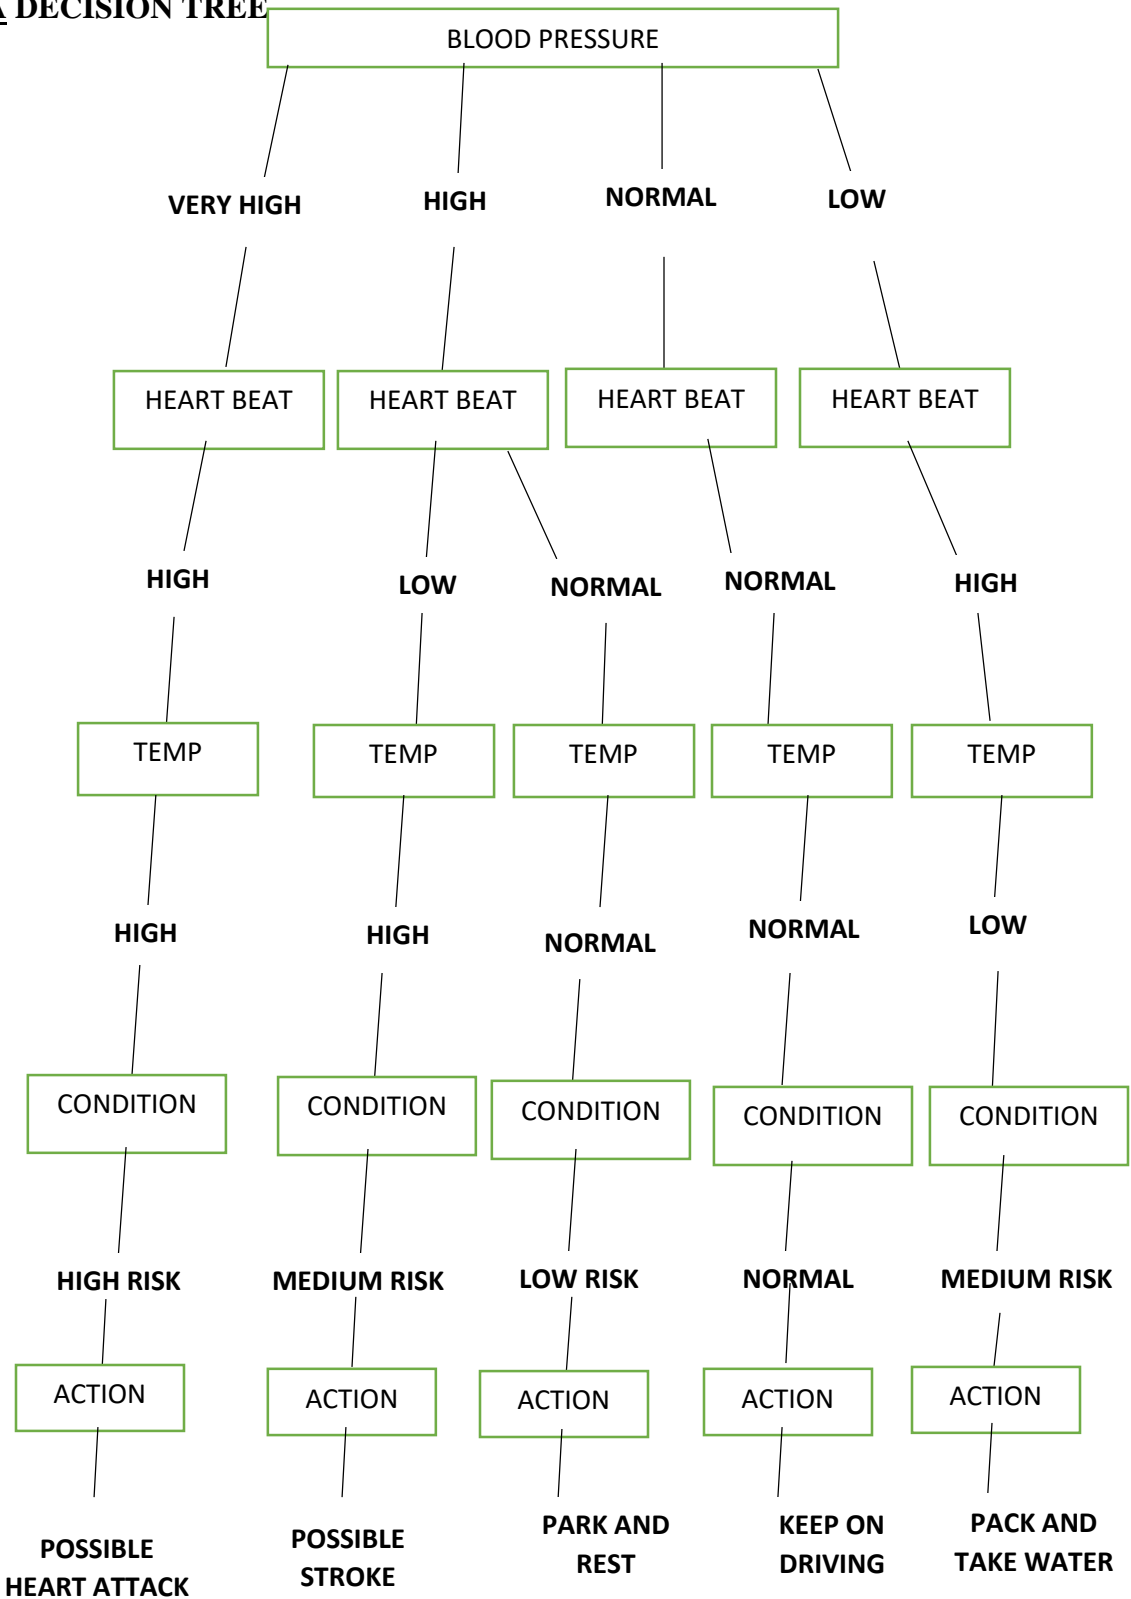 A DECISION TREE
BLOOD PRESSURE
VERY HIGH
HIGH
NORMAL
LOW
HEART BEAT
HEART BEAT
HEART BEAT
HEART BEAT
HIGH
LOW
NORMAL
NORMAL
HIGH
TEMP
TEMP
TEMP
TEMP
TEMP
HIGH
HIGH
NORMAL
NORMAL
LOW
CONDITION
CONDITION
CONDITION
CONDITION
CONDITION
HIGH RISK
MEDIUM RISK
LOW RISK
NORMAL
MEDIUM RISK
ACTION
ACTION
ACTION
ACTION
ACTION
POSSIBLE
HEART ATTACK
POSSIBLE
STROKE
PARK AND
REST
KEEP ON
DRIVING
PACK AND
TAKE WATER